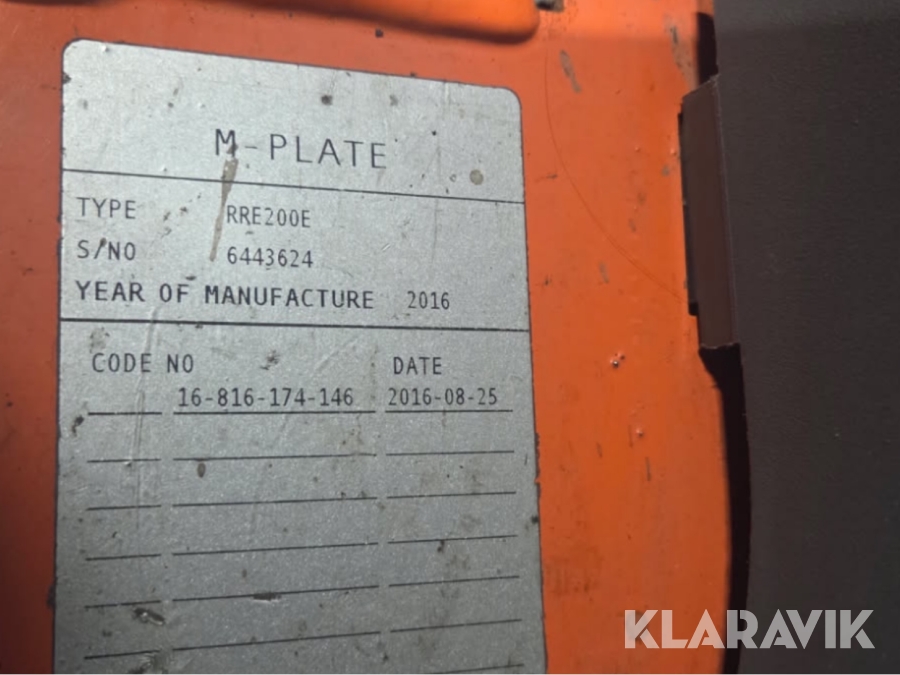 M-PLATE
TYPE RRE200E
S/NO 6443624
YEAR OF MANUFACTURE 2016
CODE NO DATE
16-816-174-146 2016-08-25
KLARAVIK